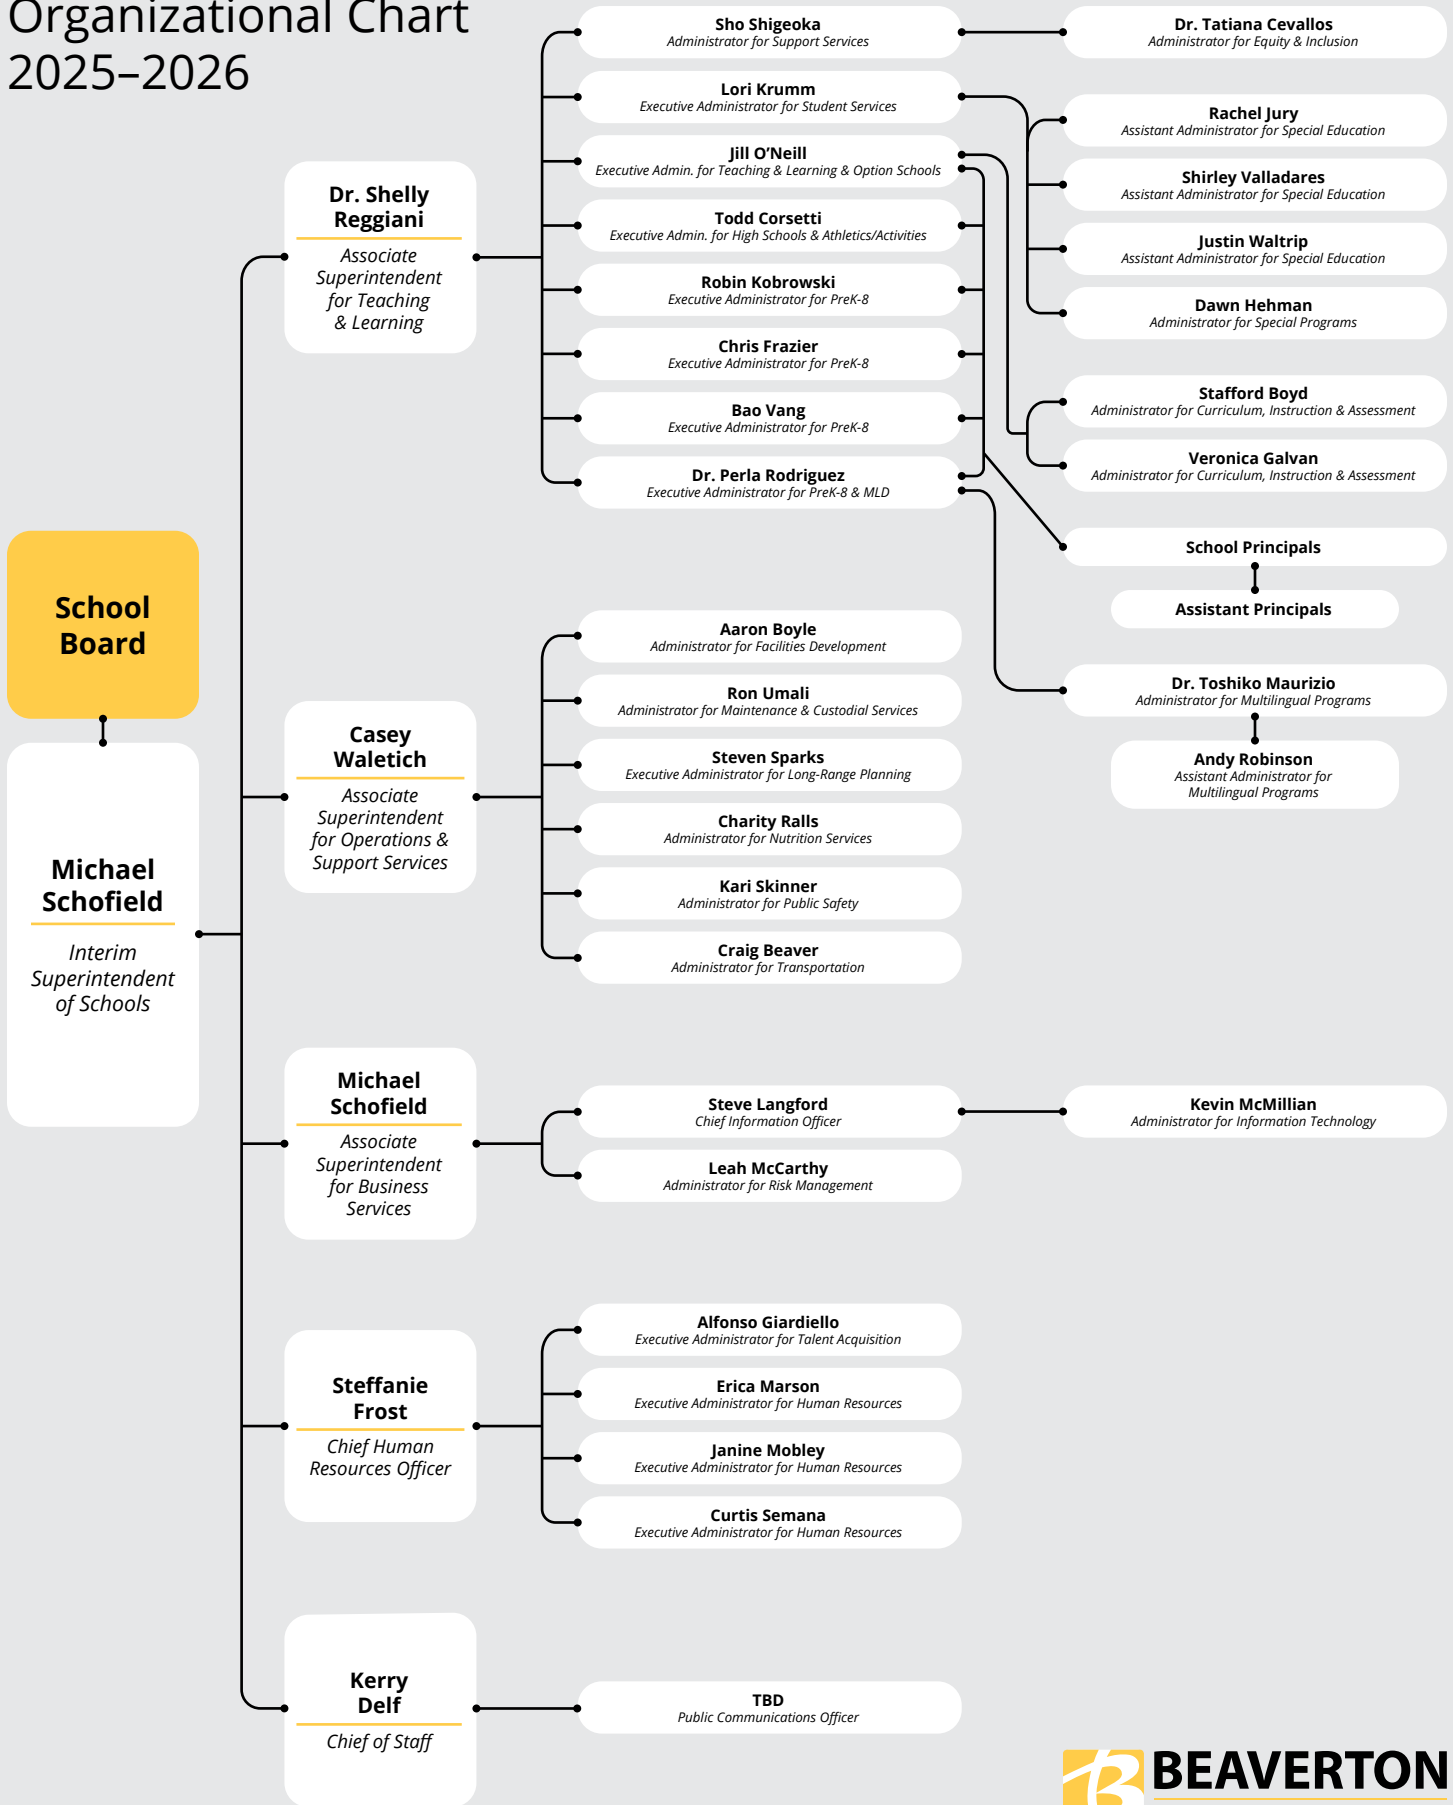 Organizational Chart
2025–2026
School
Board
Michael
Schofield
Interim
Superintendent
of Schools
Dr. Shelly
Reggiani
Associate
Superintendent
for Teaching
& Learning
Sho Shigeoka
Administrator for Support Services
Dr. Tatiana Cevallos
Administrator for Equity & Inclusion
Lori Krumm
Executive Administrator for Student Services
Rachel Jury
Assistant Administrator for Special Education
Shirley Valladares
Assistant Administrator for Special Education
Justin Waltrip
Assistant Administrator for Special Education
Dawn Hehman
Administrator for Special Programs
Jill O’Neill
Executive Admin. for Teaching & Learning & Option Schools
Stafford Boyd
Administrator for Curriculum, Instruction & Assessment
Veronica Galvan
Administrator for Curriculum, Instruction & Assessment
Todd Corsetti
Executive Admin. for High Schools & Athletics/Activities
Robin Kobrowski
Executive Administrator for PreK-8
Chris Frazier
Executive Administrator for PreK-8
Bao Vang
Executive Administrator for PreK-8
Dr. Perla Rodriguez
Executive Administrator for PreK-8 & MLD
School Principals
Assistant Principals
Dr. Toshiko Maurizio
Administrator for Multilingual Programs
Andy Robinson
Assistant Administrator for
Multilingual Programs
Casey
Waletich
Associate
Superintendent
for Operations &
Support Services
Aaron Boyle
Administrator for Facilities Development
Ron Umali
Administrator for Maintenance & Custodial Services
Steven Sparks
Executive Administrator for Long-Range Planning
Charity Ralls
Administrator for Nutrition Services
Kari Skinner
Administrator for Public Safety
Craig Beaver
Administrator for Transportation
Michael
Schofield
Associate
Superintendent
for Business
Services
Steve Langford
Chief Information Officer
Kevin McMillian
Administrator for Information Technology
Leah McCarthy
Administrator for Risk Management
Steffanie
Frost
Chief Human
Resources Officer
Alfonso Giardiello
Executive Administrator for Talent Acquisition
Erica Marson
Executive Administrator for Human Resources
Janine Mobley
Executive Administrator for Human Resources
Curtis Semana
Executive Administrator for Human Resources
Kerry
Delf
Chief of Staff
TBD
Public Communications Officer
BEAVERTON